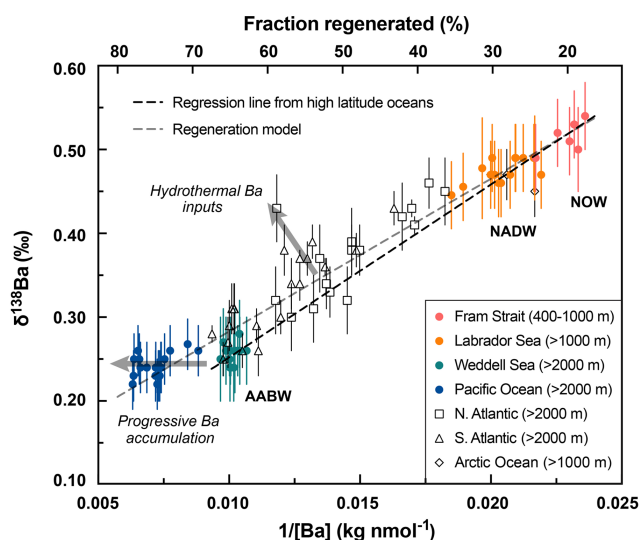 Fraction regenerated (%)
80 70 60 50 40 30 20
0.60
0.50
0.40
0.30
0.20
0.10
δ¹³⁸Ba (‰)
Regression line from high latitude oceans
Regeneration model
Hydrothermal Ba
inputs
NOW
NADW
AABW
Progressive Ba
accumulation
Fram Strait (400-1000 m)
Labrador Sea (>1000 m)
Weddell Sea (>2000 m)
Pacific Ocean (>2000 m)
N. Atlantic (>2000 m)
S. Atlantic (>2000 m)
Arctic Ocean (>1000 m)
0.005 0.010 0.015 0.020 0.025
1/[Ba] (kg nmol⁻¹)